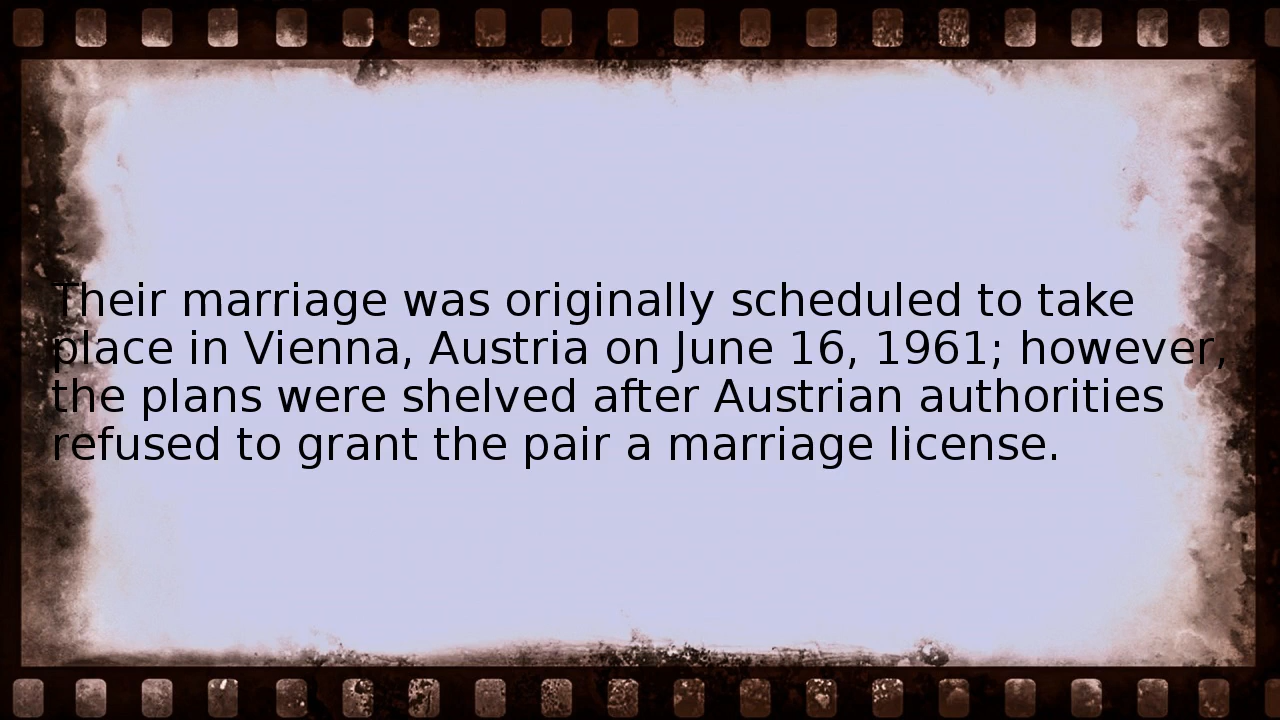 Their marriage was originally scheduled to take
place in Vienna, Austria on June 16, 1961; however,
the plans were shelved after Austrian authorities
refused to grant the pair a marriage license.